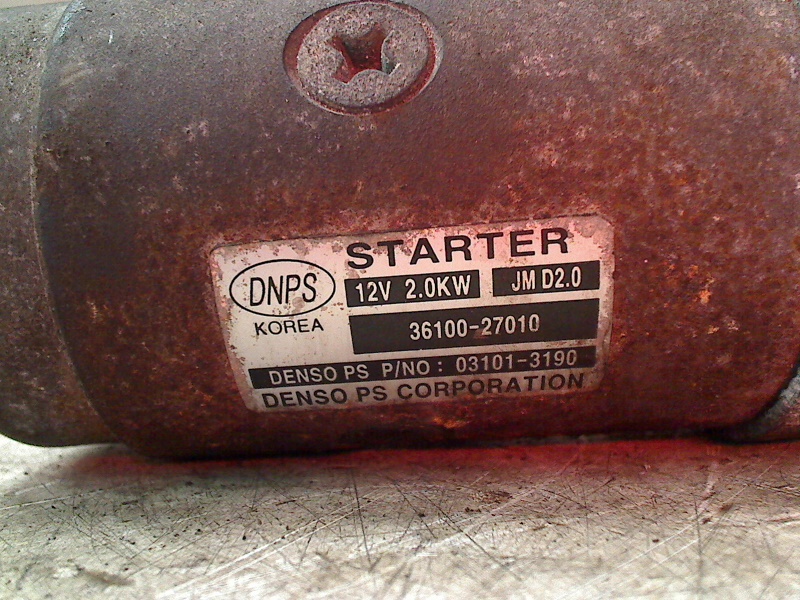 STARTER
DNPS
KOREA
12V 2.0KW
JM D2.0
36100-27010
DENSO PS P/NO: 03101-3190
DENSO PS CORPORATION